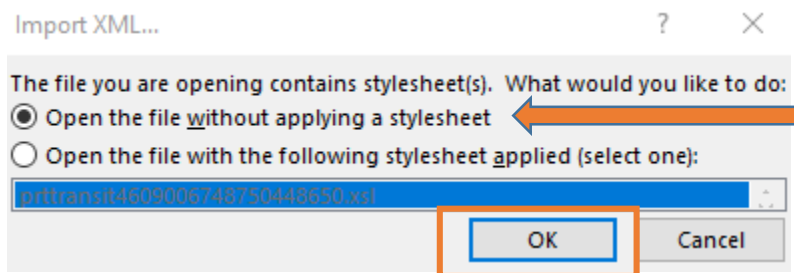 Import XML... ?
The file you are opening contains stylesheet(s). What would you like to do:
Open the file without applying a stylesheet
Open the file with the following stylesheet applied (select one):
prttransit4609006748750448650.xsl
OK Cancel